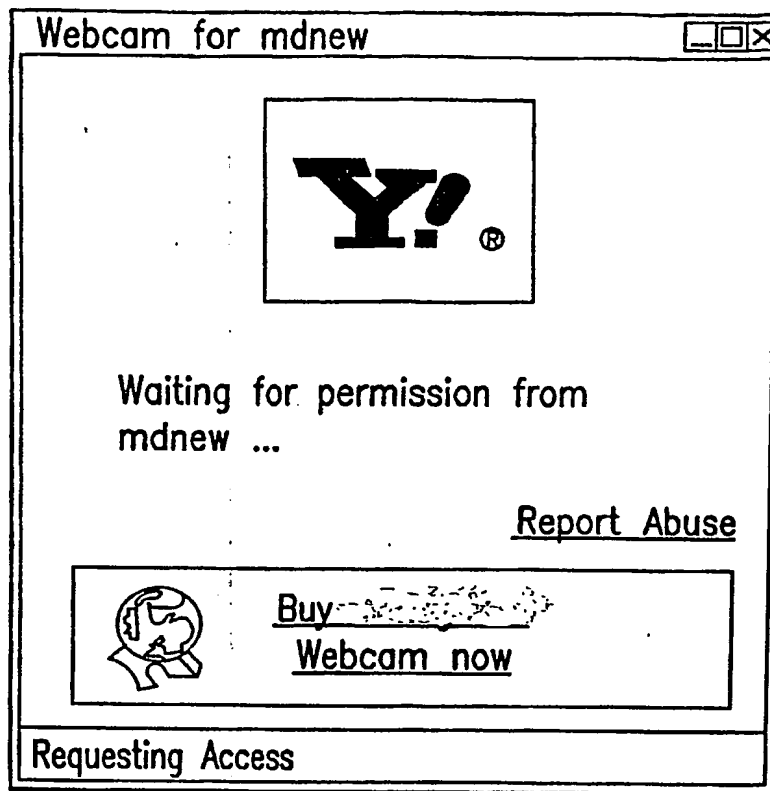 Webcam for mdnew
Y! ®
Waiting for permission from
mdnew ...
Report Abuse
Buy
Webcam now
Requesting Access